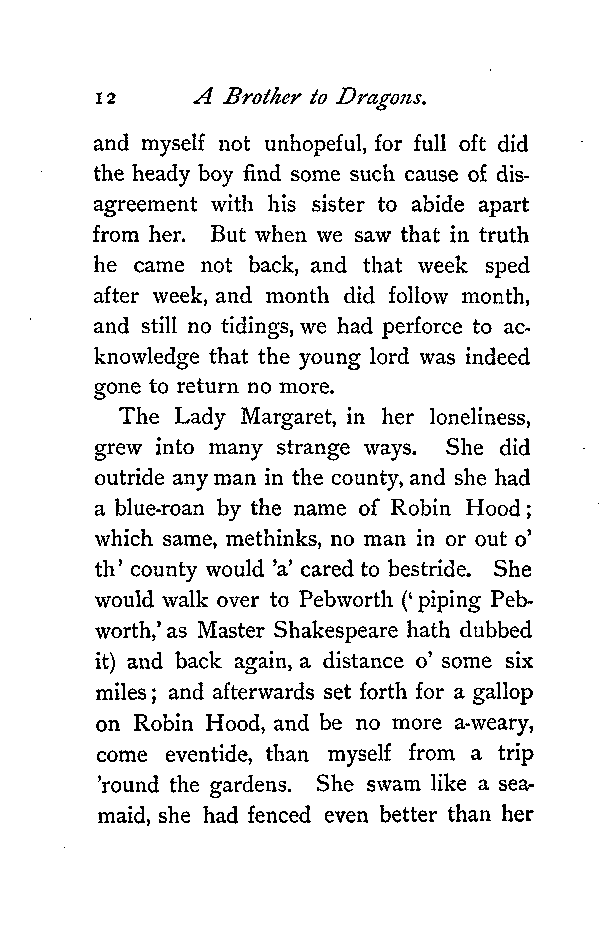 12 A Brother to Dragons.
and myself not unhopeful, for full oft did
the heady boy find some such cause of dis-
agreement with his sister to abide apart
from her. But when we saw that in truth
he came not back, and that week sped
after week, and month did follow month,
and still no tidings, we had perforce to ac-
knowledge that the young lord was indeed
gone to return no more.
The Lady Margaret, in her loneliness,
grew into many strange ways. She did
outride any man in the county, and she had
a blue-roan by the name of Robin Hood;
which same, methinks, no man in or out o'
th' county would 'a' cared to bestride. She
would walk over to Pebworth ('piping Peb-
worth,' as Master Shakespeare hath dubbed
it) and back again, a distance o' some six
miles; and afterwards set forth for a gallop
on Robin Hood, and be no more a-weary,
come eventide, than myself from a trip
'round the gardens. She swam like a sea-
maid, she had fenced even better than her